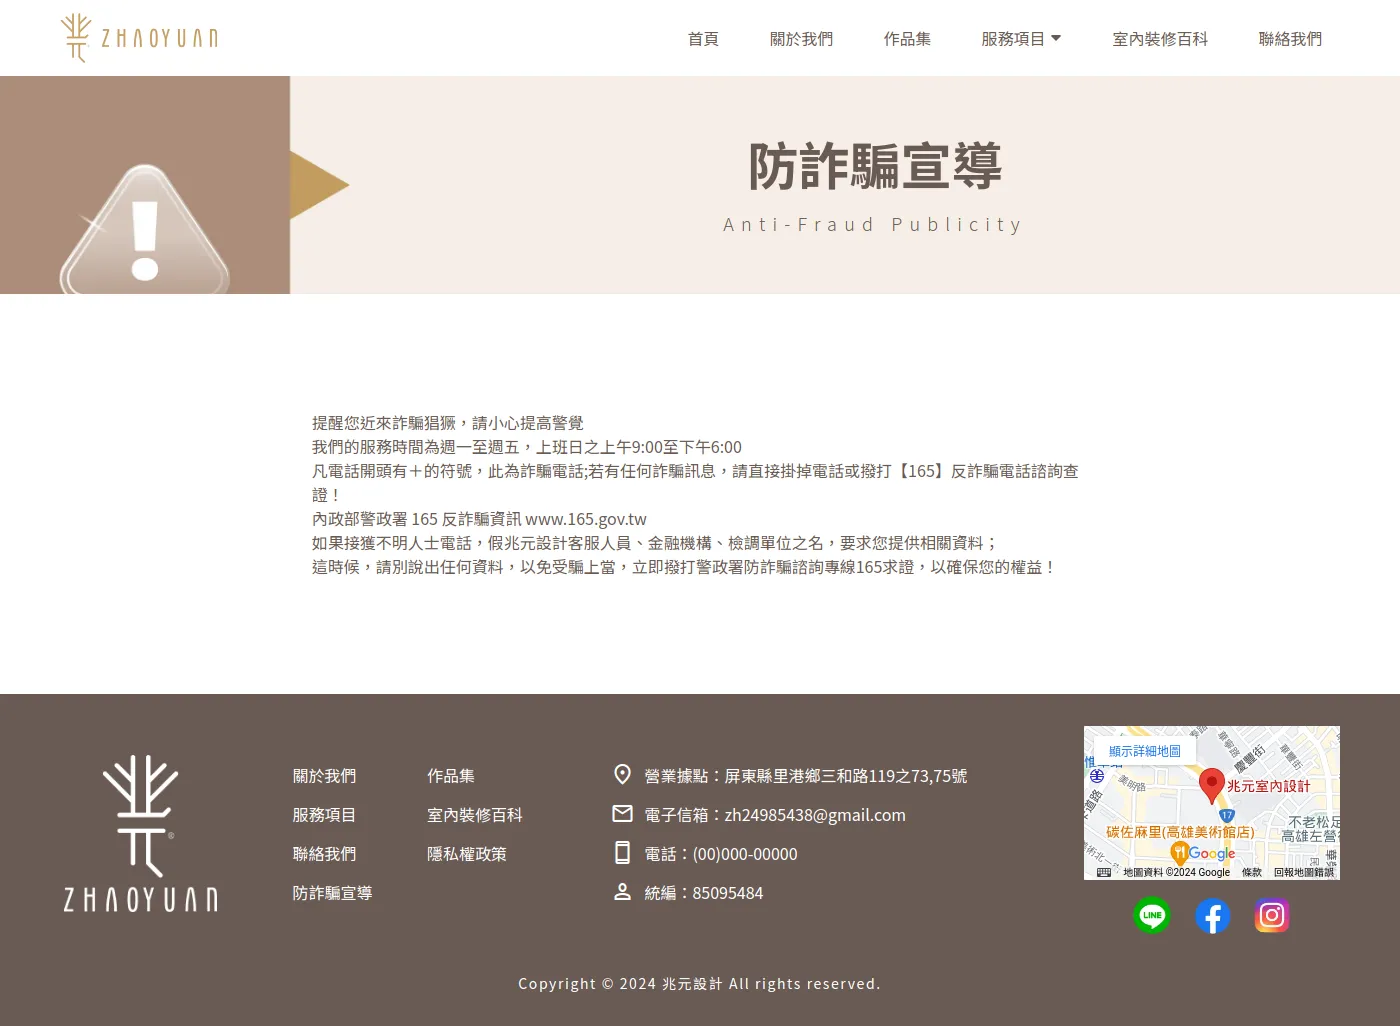 ZHAOYUAN
首頁
關於我們
作品集
服務項目
室內裝修百科
聯絡我們
防詐騙宣導
Anti-Fraud Publicity
提醒您近來詐騙猖獗，請小心提高警覺
我們的服務時間為週一至週五，上班日之上午9:00至下午6:00
凡電話開頭有＋的符號，此為詐騙電話;若有任何詐騙訊息，請直接掛掉電話或撥打【165】反詐騙電話諮詢查
證！
內政部警政署 165 反詐騙資訊 www.165.gov.tw
如果接獲不明人士電話，假兆元設計客服人員、金融機構、檢調單位之名，要求您提供相關資料；
這時候，請別說出任何資料，以免受騙上當，立即撥打警政署防詐騙諮詢專線165求證，以確保您的權益！
ZHAOYUAN
關於我們
作品集
服務項目
室內裝修百科
聯絡我們
隱私權政策
防詐騙宣導
營業據點：屏東縣里港鄉三和路119之73,75號
電子信箱：zh24985438@gmail.com
電話：(00)000-00000
統編：85095484
顯示詳細地圖
慶豐街
美明路
兆元室內設計
17
碳佐麻里(高雄美術館店)
不老松足
高雄左營
Google
地圖資料 ©2024 Google
條款
回報地圖錯誤
LINE
Copyright © 2024 兆元設計 All rights reserved.